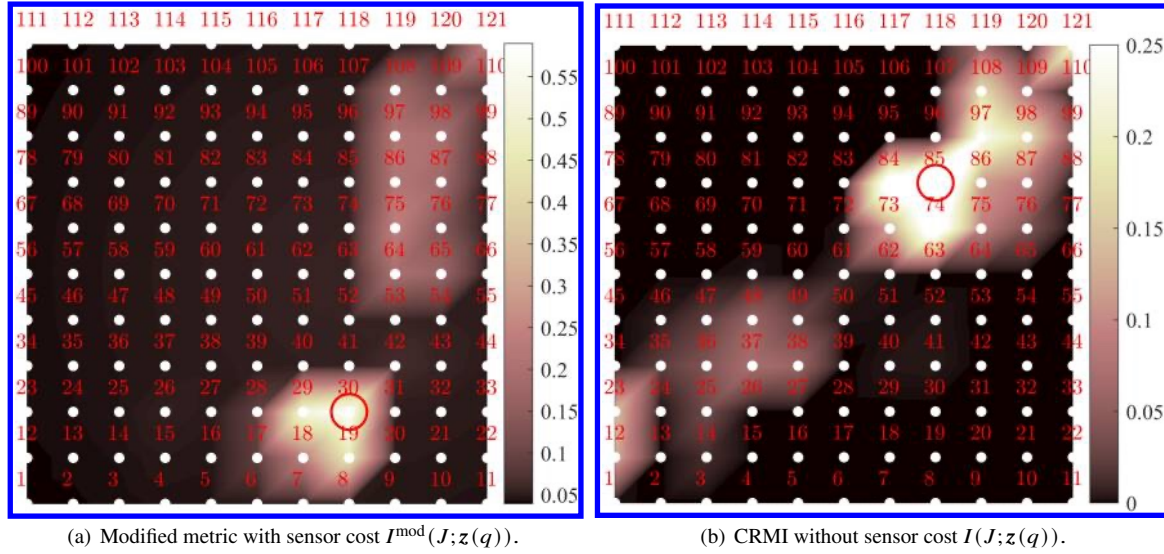 111 112 113 114 115 116 117 118 119 120 121
100 101 102 103 104 105 106 107 108 109 110
89 90 91 92 93 94 95 96 97 98 99
78 79 80 81 82 83 84 85 86 87 88
67 68 69 70 71 72 73 74 75 76 77
56 57 58 59 60 61 62 63 64 65 66
45 46 47 48 49 50 51 52 53 54 55
34 35 36 37 38 39 40 41 42 43 44
23 24 25 26 27 28 29 30 31 32 33
12 13 14 15 16 17 18 19 20 21 22
1 2 3 4 5 6 7 8 9 10 11
0.55
0.5
0.45
0.4
0.35
0.3
0.25
0.2
0.15
0.1
0.05
(a) Modified metric with sensor cost I^mod(J; z(q)).
111 112 113 114 115 116 117 118 119 120 121
100 101 102 103 104 105 106 107 108 109 110
89 90 91 92 93 94 95 96 97 98 99
78 79 80 81 82 83 84 85 86 87 88
67 68 69 70 71 72 73 74 75 76 77
56 57 58 59 60 61 62 63 64 65 66
45 46 47 48 49 50 51 52 53 54 55
34 35 36 37 38 39 40 41 42 43 44
23 24 25 26 27 28 29 30 31 32 33
12 13 14 15 16 17 18 19 20 21 22
1 2 3 4 5 6 7 8 9 10 11
0.25
0.2
0.15
0.1
0.05
0
(b) CRMI without sensor cost I(J; z(q)).